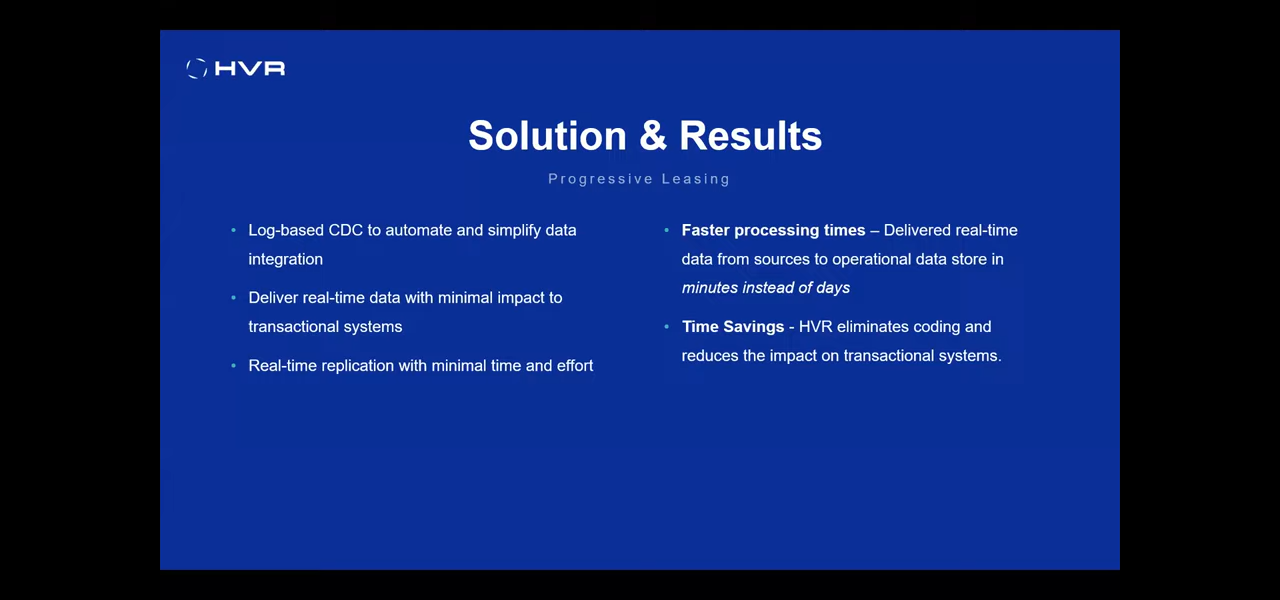 HVR
Solution & Results
Progressive Leasing
• Log-based CDC to automate and simplify data
integration
• Deliver real-time data with minimal impact to
transactional systems
• Real-time replication with minimal time and effort
• Faster processing times – Delivered real-time
data from sources to operational data store in
minutes instead of days
• Time Savings - HVR eliminates coding and
reduces the impact on transactional systems.